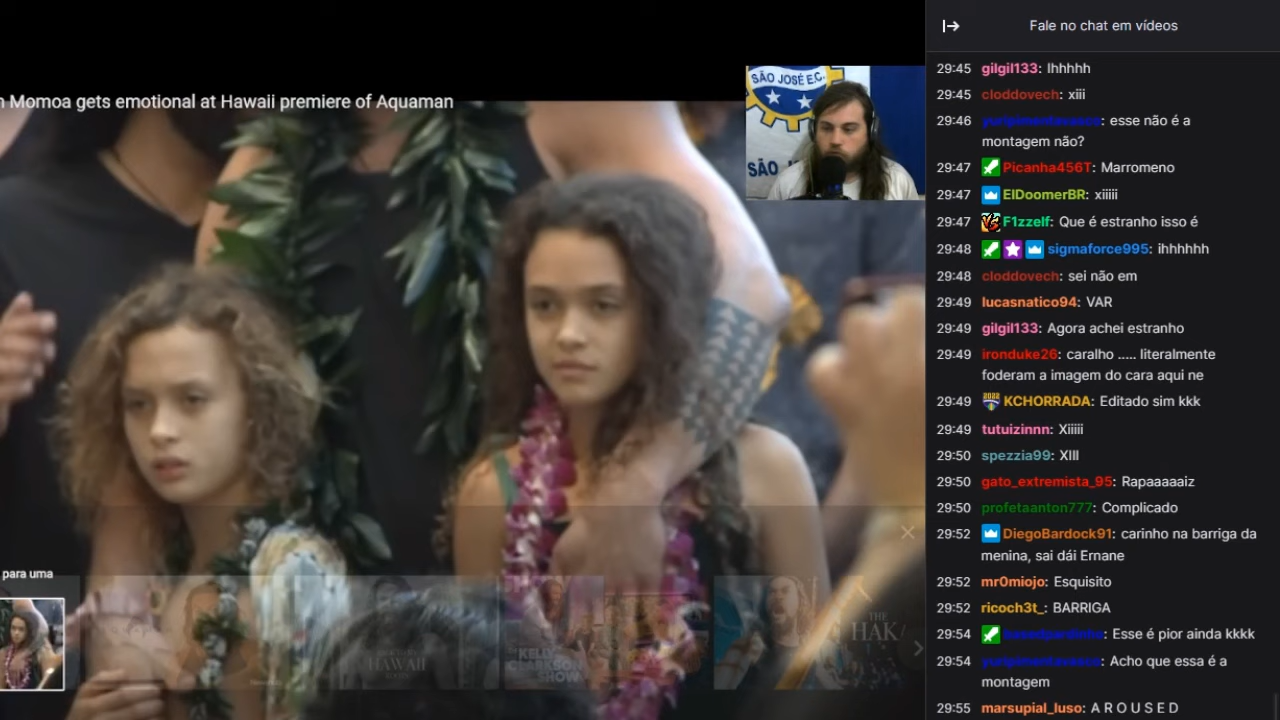 Fale no chat em vídeos
n Momoa gets emotional at Hawaii premiere of Aquaman
SÃO JOSÉ E.C.
SÃO
para uma
HAWAII
THE
KELLY
CLARKSON
SHOW
THE
29:45 gilgil133: Ihhhhh
29:45 cloddovech: xiii
29:46 yuripimentavasco: esse não é a
montagem não?
29:47 Picanha456T: Marromeno
29:47 ElDoomerBR: xiiiii
29:47 F1zzelf: Que é estranho isso é
29:48 sigmaforce995: ihhhhhh
29:48 cloddovech: sei não em
29:49 lucasnatico94: VAR
29:49 gilgil133: Agora achei estranho
29:49 ironduke26: caralho ..... literalmente
foderam a imagem do cara aqui ne
29:49 KCHORRADA: Editado sim kkk
29:49 tutuizinnn: Xiiiii
29:50 spezzia99: XIII
29:50 gato_extremista_95: Rapaaaaaiz
29:50 profetaanton777: Complicado
29:52 DiegoBardock91: carinho na barriga da
menina, sai dái Ernane
29:52 mr0miojo: Esquisito
29:52 ricoch3t_: BARRIGA
29:54 : Esse é pior ainda kkkk
29:54 yuripimentavasco: Acho que essa é a
montagem
29:55 marsupial_luso: A R O U S E D